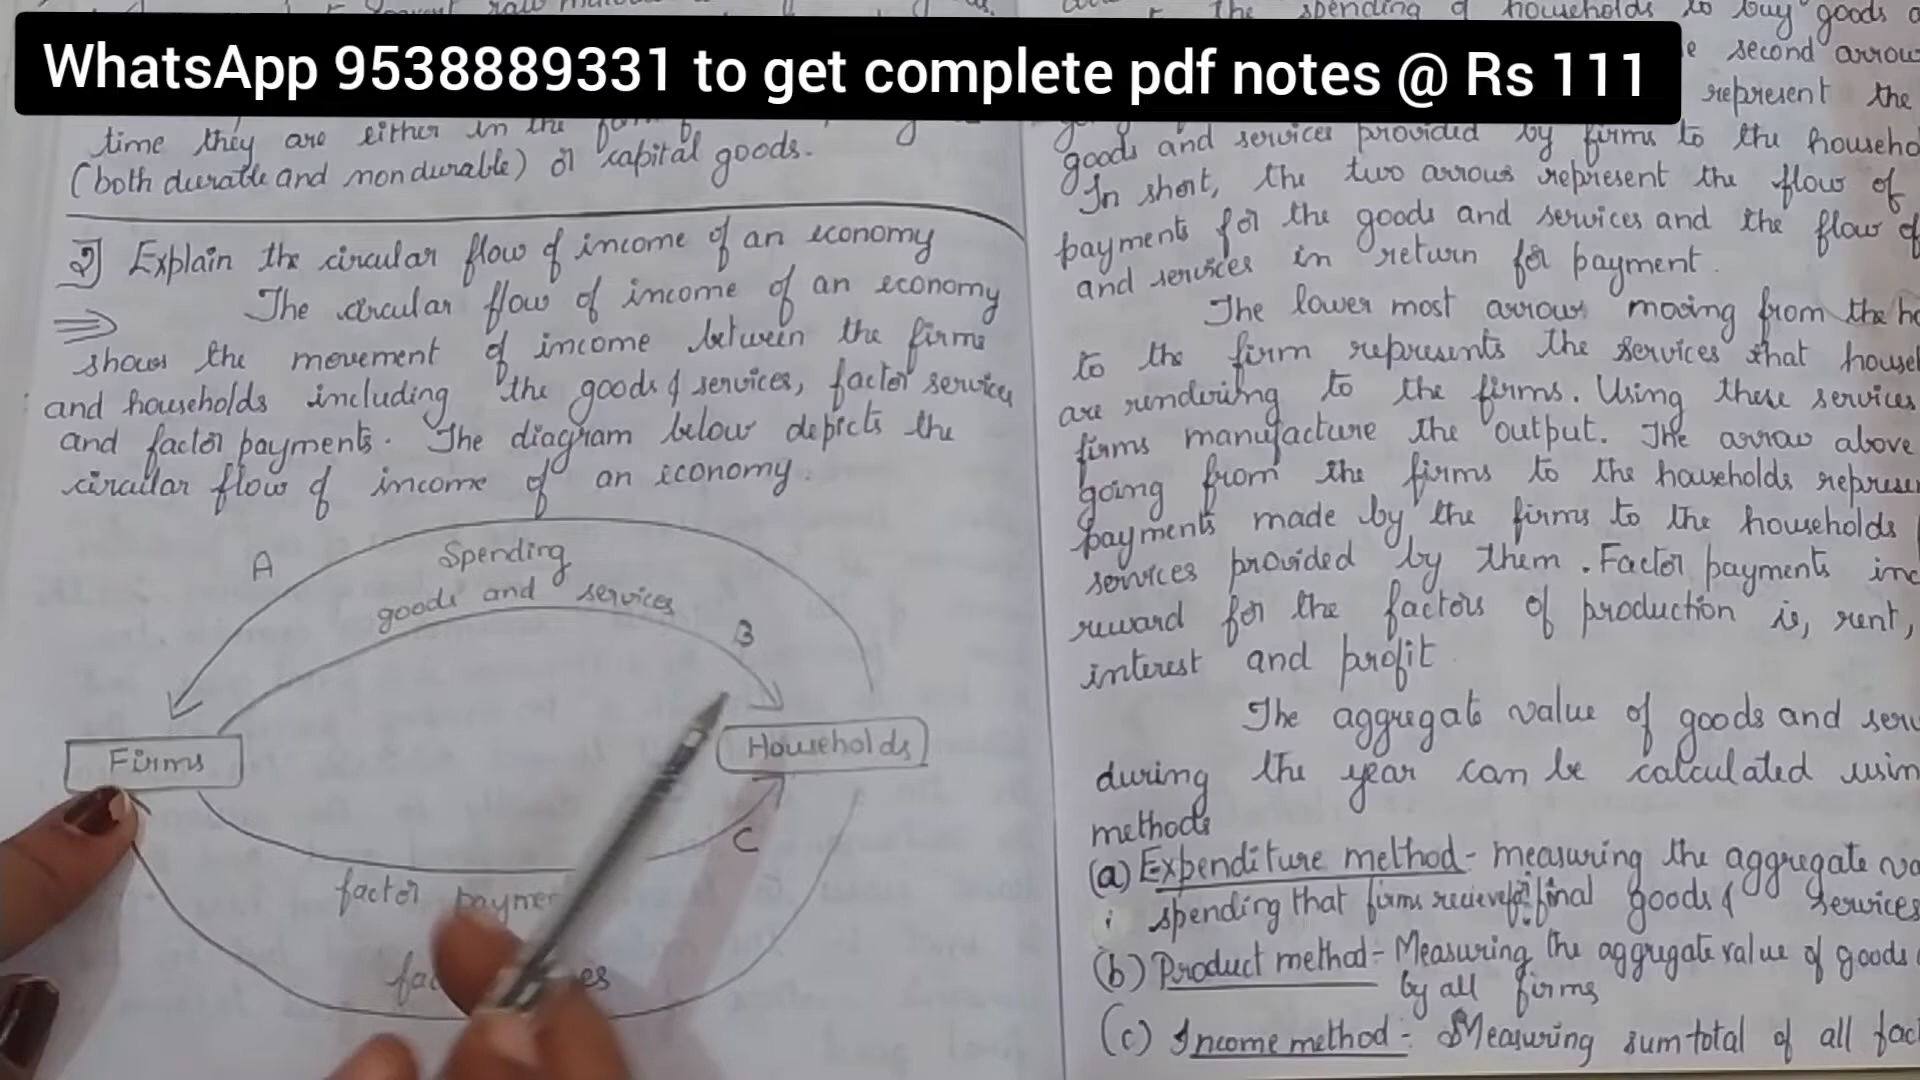 WhatsApp 9538889331 to get complete pdf notes @ Rs 111
time they are either in the
(both durable and nondurable) or capital goods.
2] Explain the circular flow of income of an economy
The circular flow of income of an economy
shows the movement of income between the firms
and households including the goods & services, factor services
and factor payments. The diagram below depicts the
circular flow of income of an economy.
A
Spending
goods and services
B
Firms
Households
C
factor
the spending of households to buy goods
second arrow
represent the
goods and services provided by firms to the
In short, the two arrows represent the flow of
payments for the goods and services and the flow of
and services in return for payment.
The lower most arrow moving from the
to the firm represents the services that
are rendering to the firms. Using these services
firms manufacture the output. The arrow above
going from the firms to the households
payments made by the firms to the households
services provided by them. Factor payments
reward for the factors of production is, rent,
interest and profit
The aggregate value of goods and
during the year can be calculated
methods
(a) Expenditure method - measuring the aggregate
spending that firms recieve for final goods & services
(b) Product method - Measuring the aggregate value of goods
by all firms
(c) Income method :- Measuring sum total of all